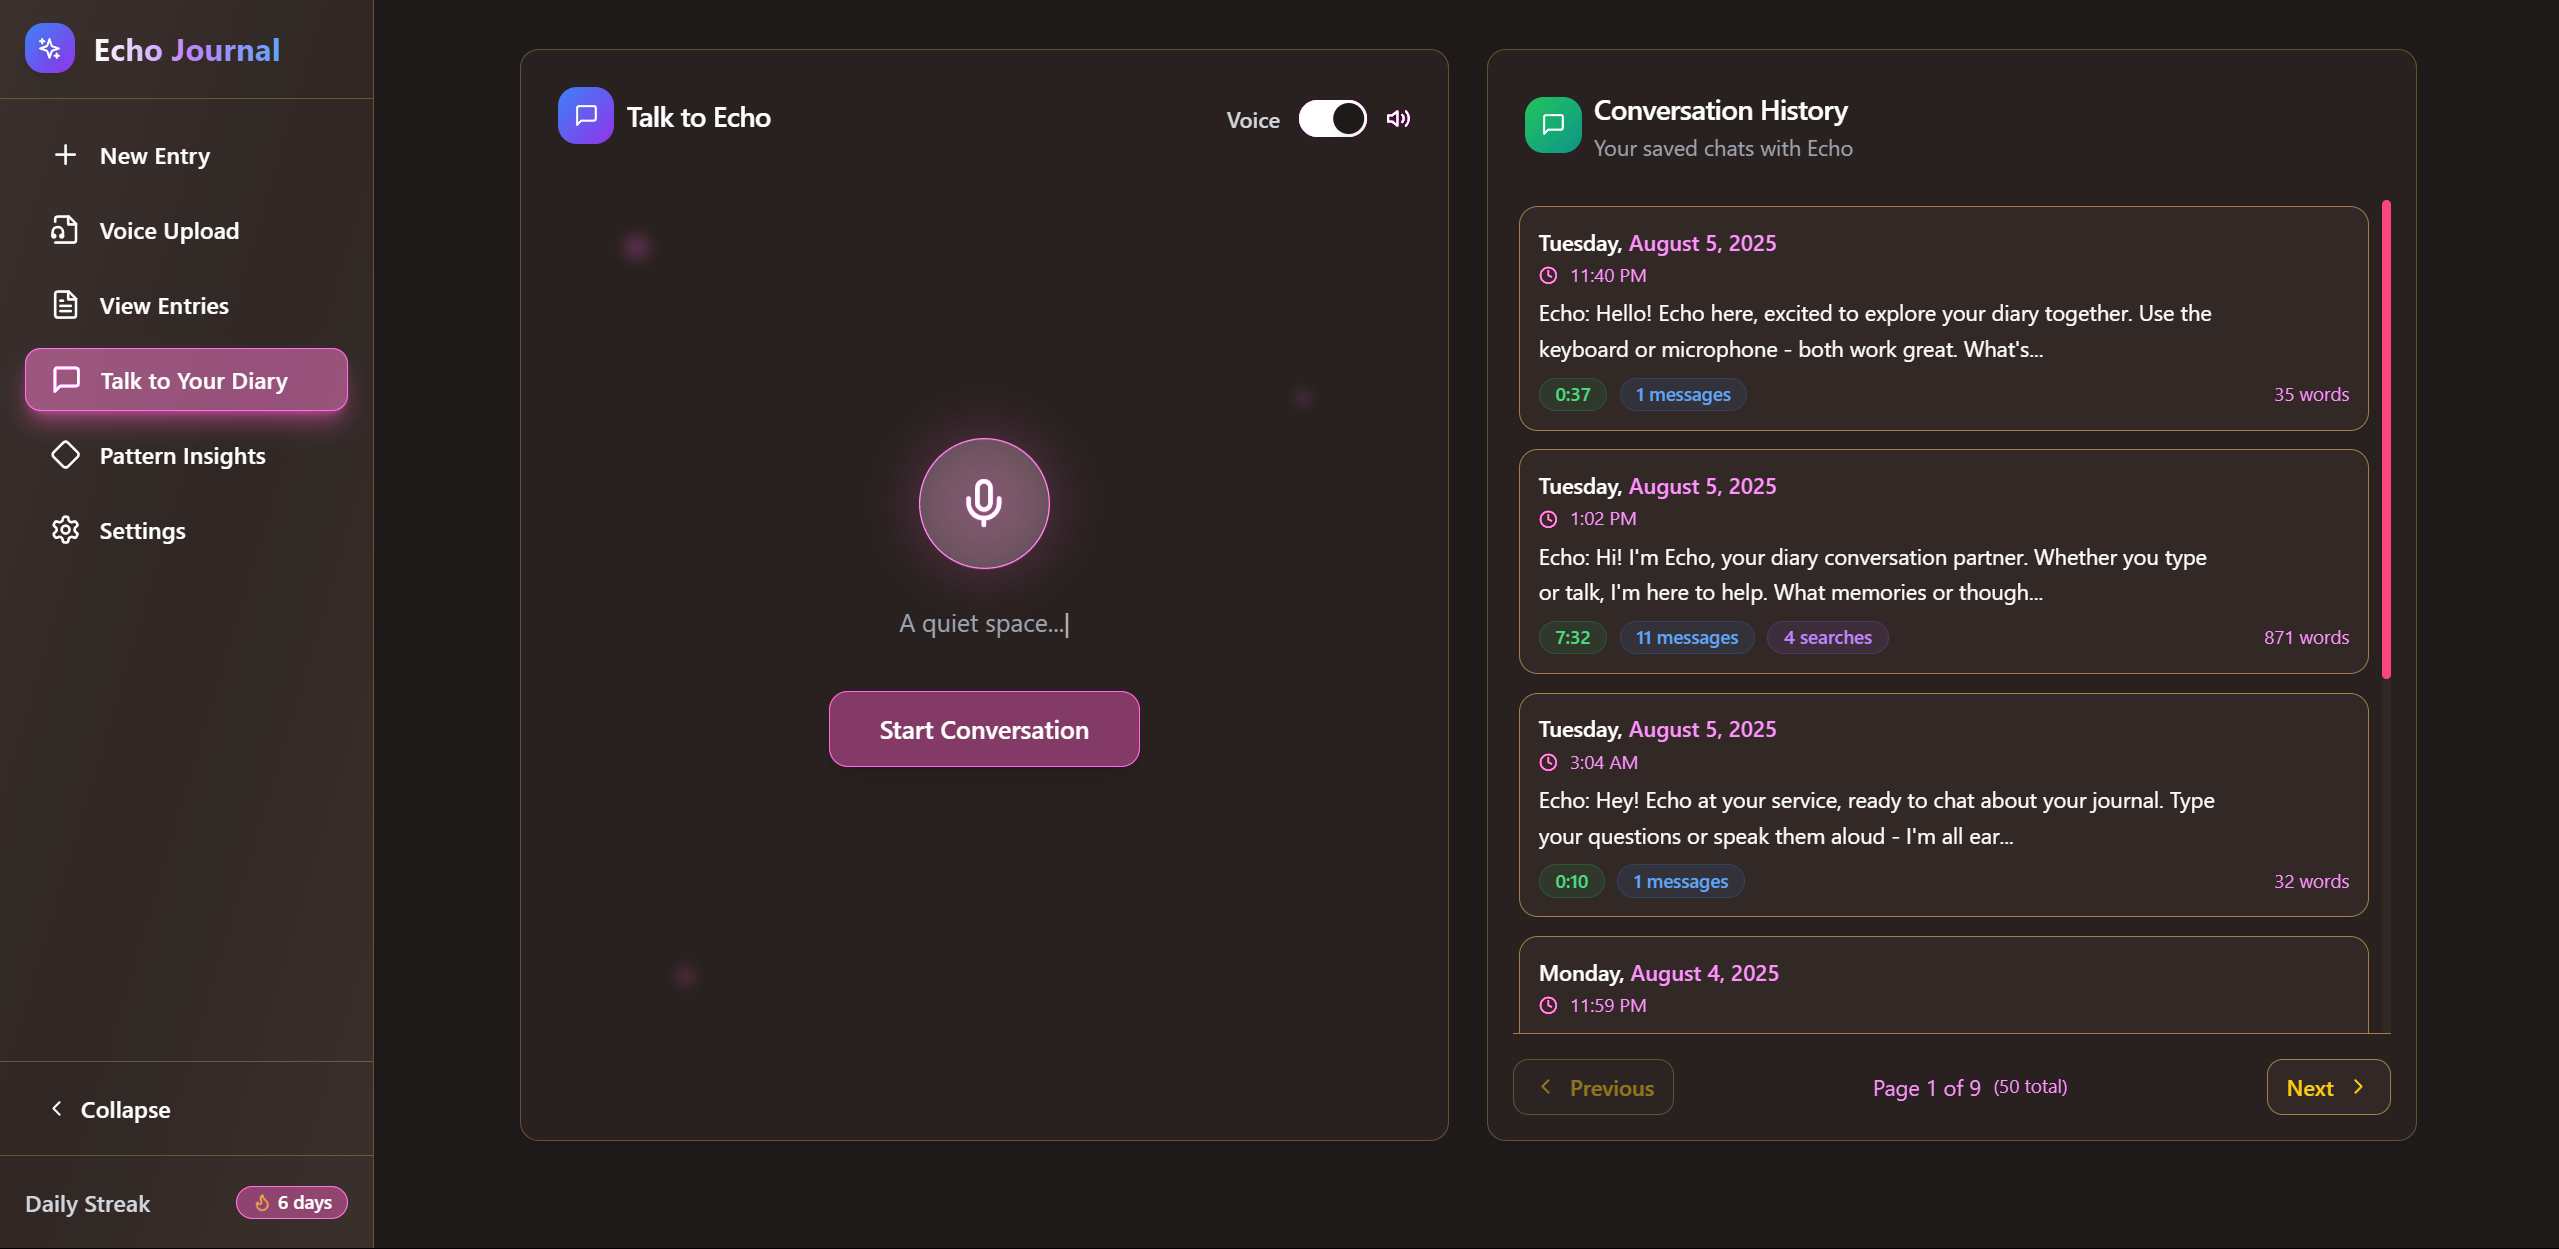 Echo Journal
New Entry
Voice Upload
View Entries
Talk to Your Diary
Pattern Insights
Settings
Collapse
Daily Streak
6 days
Talk to Echo
Voice
A quiet space...|
Start Conversation
Conversation History
Your saved chats with Echo
Tuesday, August 5, 2025
11:40 PM
Echo: Hello! Echo here, excited to explore your diary together. Use the
keyboard or microphone - both work great. What's...
0:37 1 messages 35 words
Tuesday, August 5, 2025
1:02 PM
Echo: Hi! I'm Echo, your diary conversation partner. Whether you type
or talk, I'm here to help. What memories or though...
7:32 11 messages 4 searches 871 words
Tuesday, August 5, 2025
3:04 AM
Echo: Hey! Echo at your service, ready to chat about your journal. Type
your questions or speak them aloud - I'm all ear...
0:10 1 messages 32 words
Monday, August 4, 2025
11:59 PM
Previous Page 1 of 9 (50 total) Next